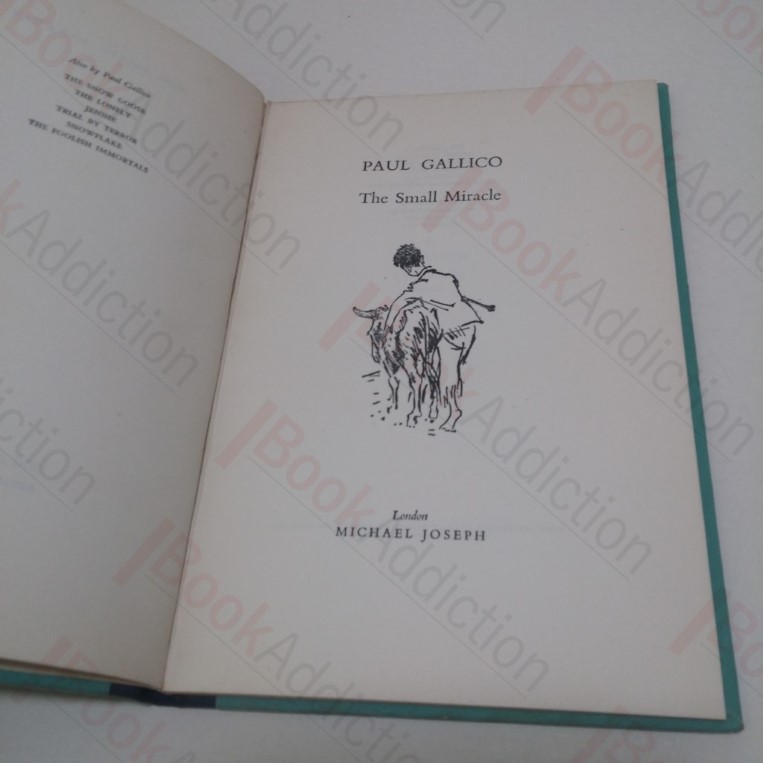 Also by Paul Gallico
THE SNOW GOOSE
THE LONELY
JENNIE
TRIAL BY TERROR
SNOWFLAKE
THE FOOLISH IMMORTALS
PAUL GALLICO
The Small Miracle
London
MICHAEL JOSEPH
BookAddiction